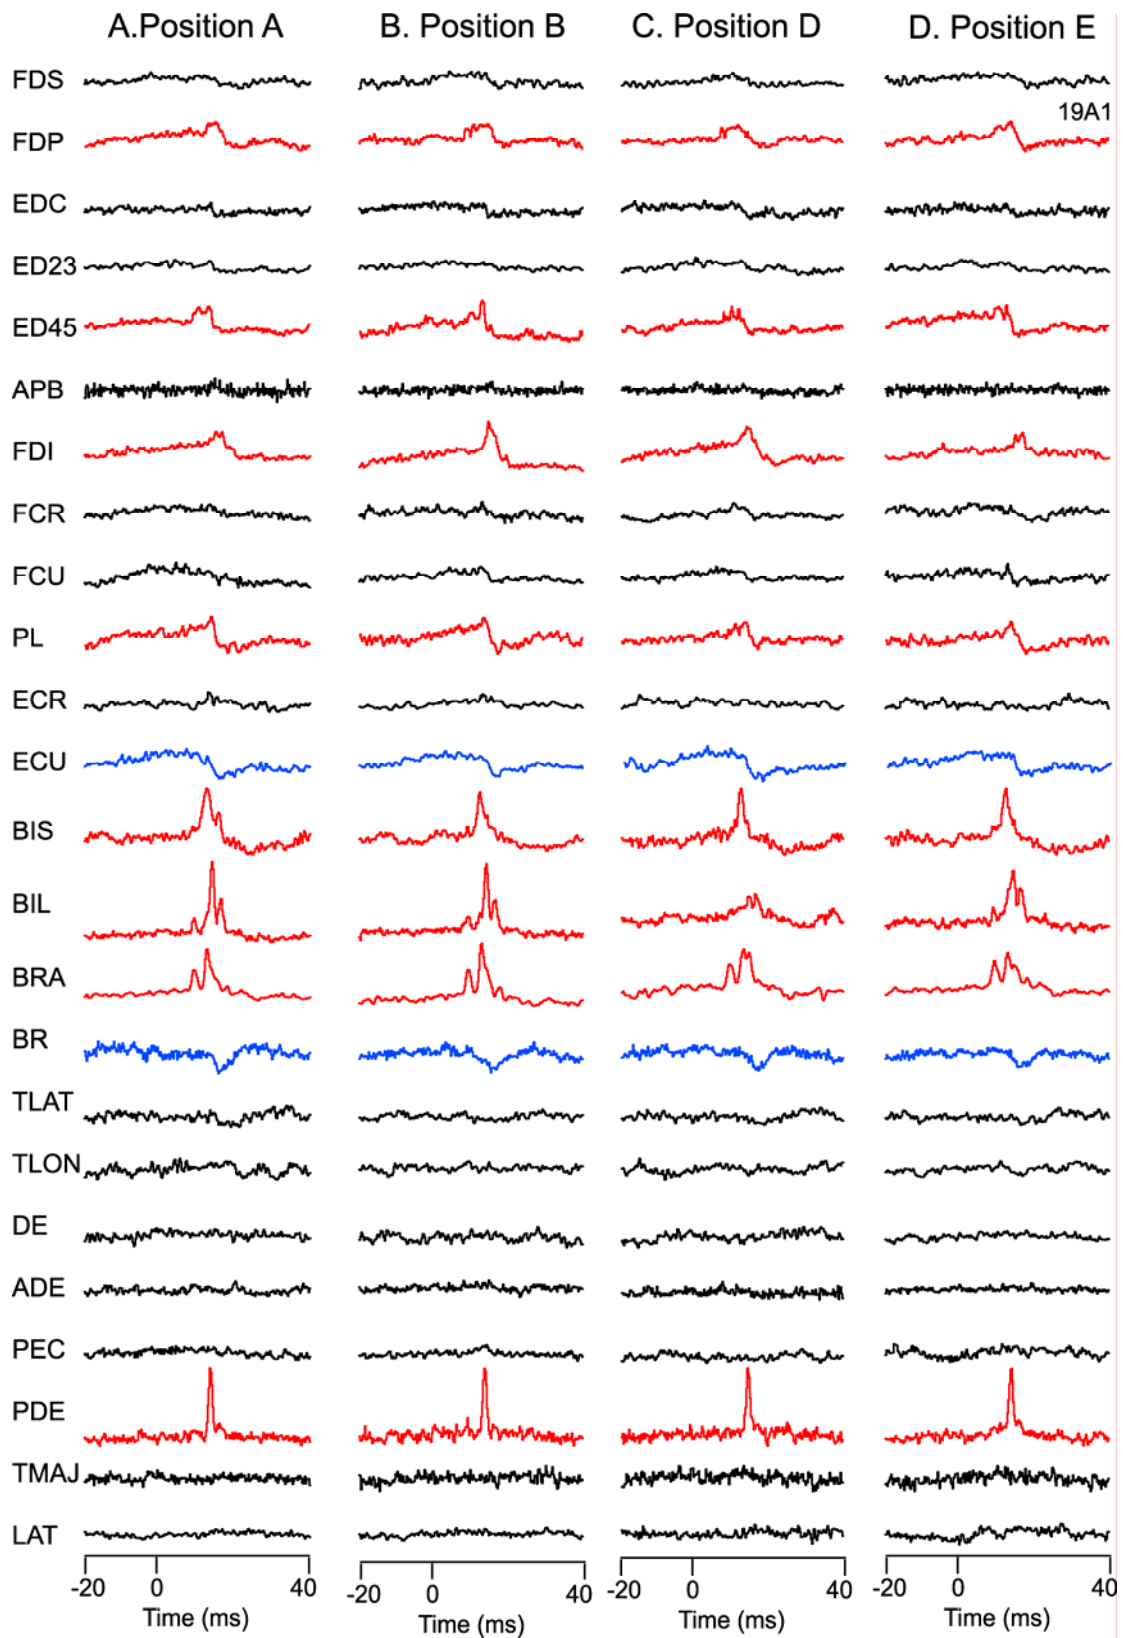 A.Position A B. Position B C. Position D D. Position E
FDS
19A1
FDP
EDC
ED23
ED45
APB
FDI
FCR
FCU
PL
ECR
ECU
BIS
BIL
BRA
BR
TLAT
TLON
DE
ADE
PEC
PDE
TMAJ
LAT
-20 0 40 -20 0 40 -20 0 40 -20 0 40
Time (ms) Time (ms) Time (ms) Time (ms)